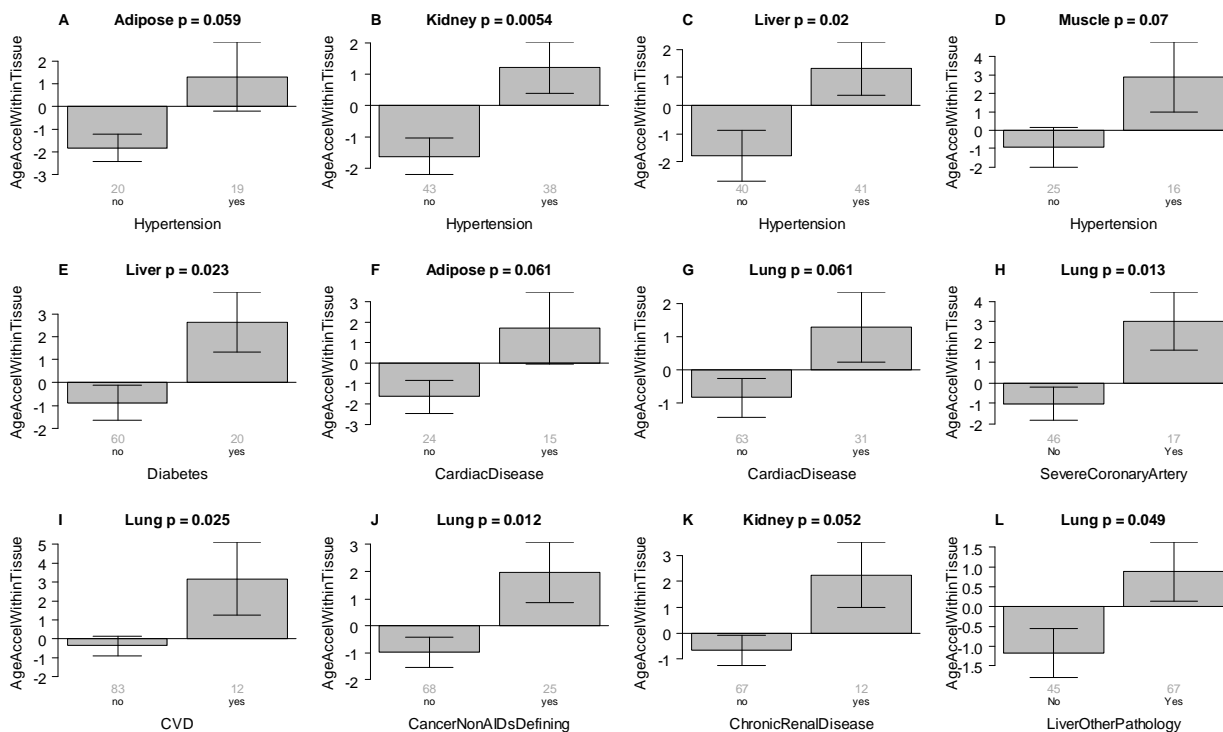 A Adipose p = 0.059
AgeAccelWithinTissue
2
1
0
-1
-2
-3
20 19
no yes
Hypertension
B Kidney p = 0.0054
AgeAccelWithinTissue
2
1
0
-1
-2
43 38
no yes
Hypertension
C Liver p = 0.02
AgeAccelWithinTissue
2
1
0
-1
-2
40 41
no yes
Hypertension
D Muscle p = 0.07
AgeAccelWithinTissue
4
3
2
1
0
-1
-2
25 16
no yes
Hypertension
E Liver p = 0.023
AgeAccelWithinTissue
3
2
1
0
-1
-2
60 20
no yes
Diabetes
F Adipose p = 0.061
AgeAccelWithinTissue
3
2
1
0
-1
-2
-3
24 15
no yes
CardiacDisease
G Lung p = 0.061
AgeAccelWithinTissue
2
1
0
-1
63 31
no yes
CardiacDisease
H Lung p = 0.013
AgeAccelWithinTissue
4
3
2
1
0
-1
-2
46 17
No Yes
SevereCoronaryArtery
I Lung p = 0.025
AgeAccelWithinTissue
5
4
3
2
1
0
-1
-2
83 12
no yes
CVD
J Lung p = 0.012
AgeAccelWithinTissue
3
2
1
0
-1
-2
68 25
no yes
CancerNonAIDsDefining
K Kidney p = 0.052
AgeAccelWithinTissue
3
2
1
0
-1
67 12
no yes
ChronicRenalDisease
L Lung p = 0.049
AgeAccelWithinTissue
1.5
1.0
0.5
0.0
-0.5
-1.0
-1.5
45 67
No Yes
LiverOtherPathology